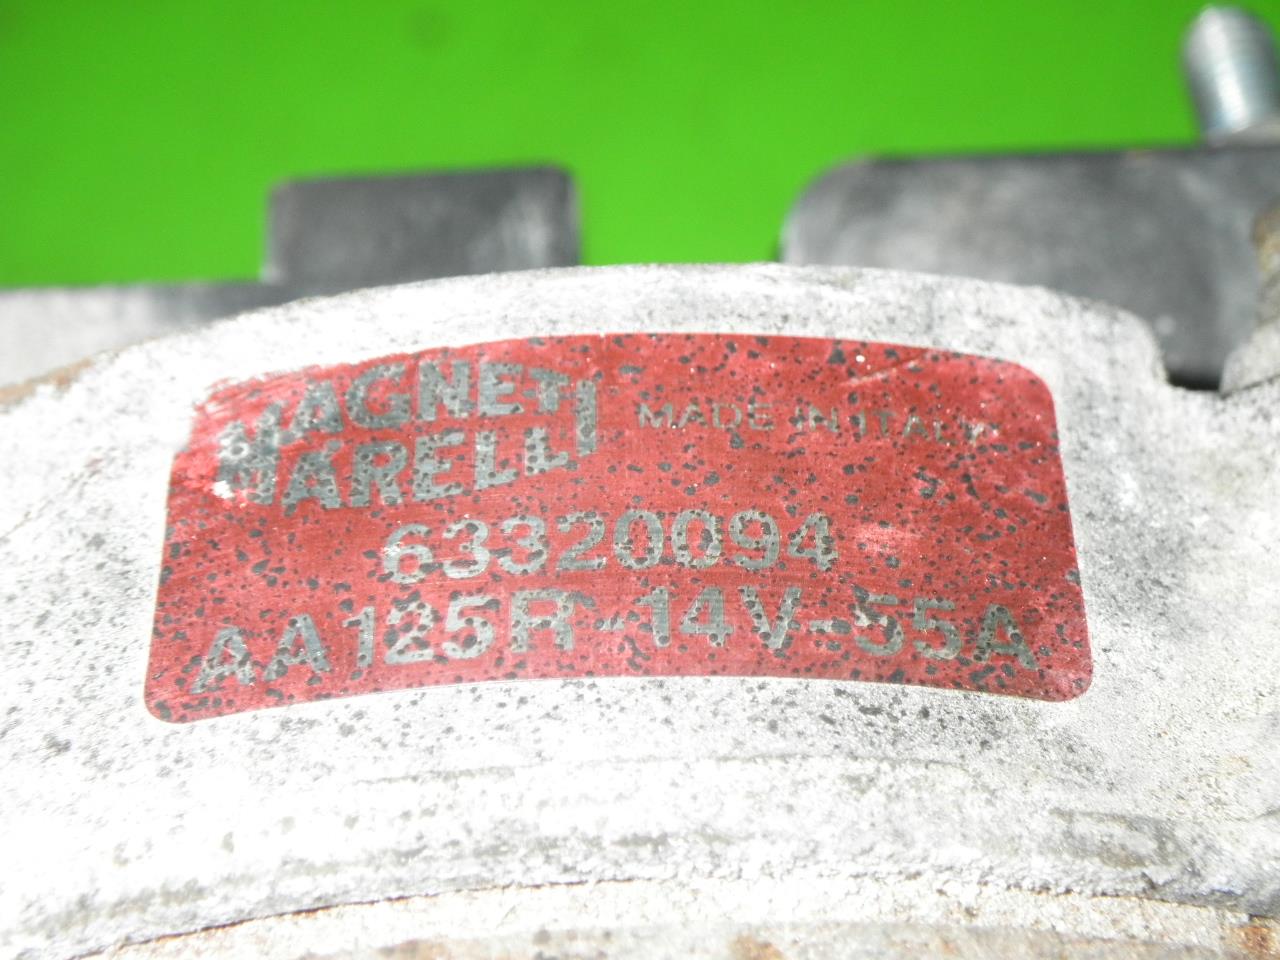 MAGNETI MADE IN ITALY
MARELLI
63320094
AA125R-14V-55A